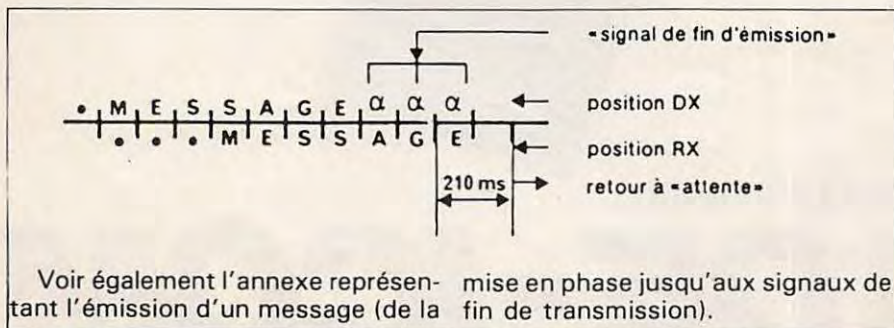 «signal de fin d'émission»
• M E S S A G E α α α
position DX
• • • M E S S A G E
position RX
210 ms
retour à «attente»
Voir également l'annexe représen-
tant l'émission d'un message (de la
mise en phase jusqu'aux signaux de
fin de transmission).